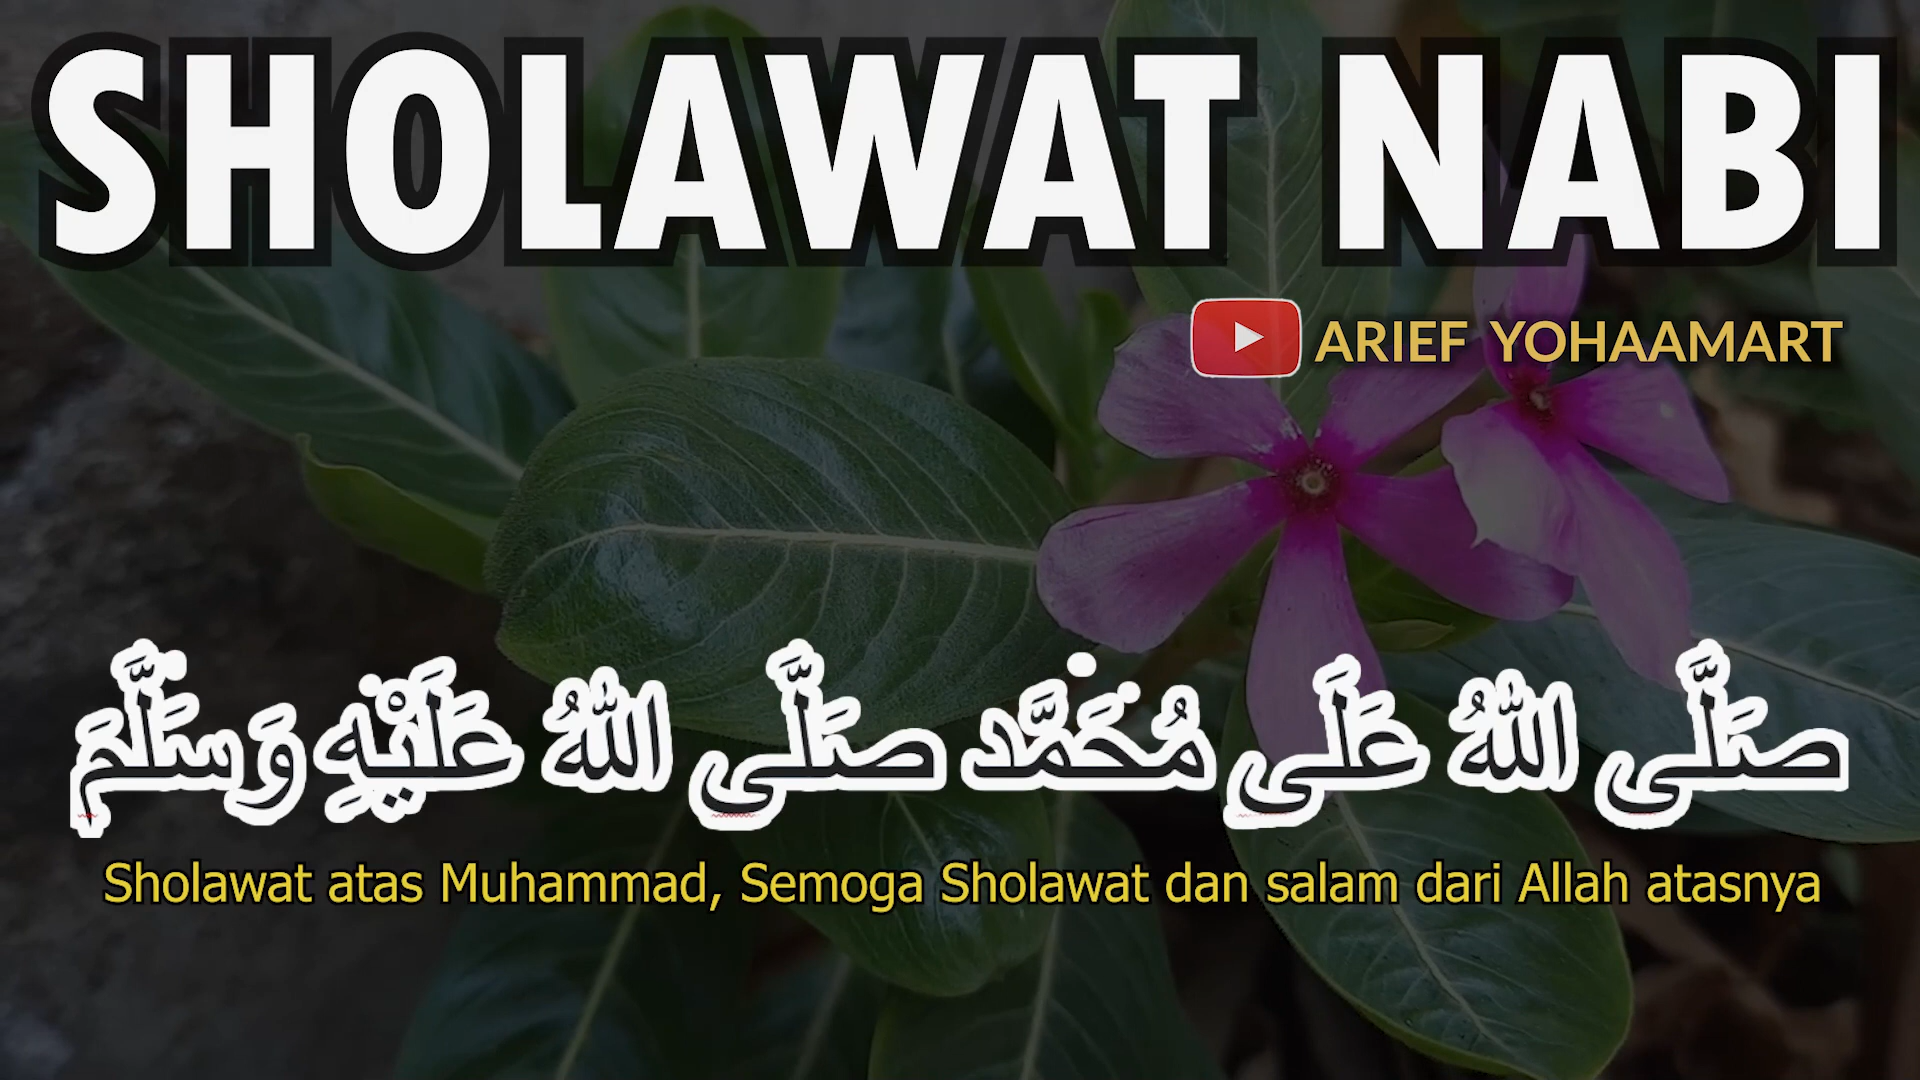 SHOLAWAT NABI
ARIEF YOHAAMART
صَلَّى اللهُ عَلَى مُحَمَّد صَلَّى اللهُ عَلَيْهِ وَسَلَّمَ
Sholawat atas Muhammad, Semoga Sholawat dan salam dari Allah atasnya